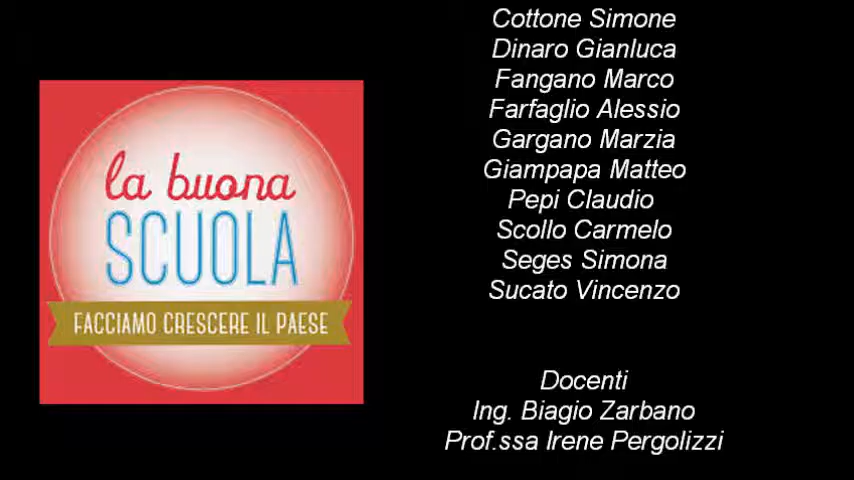 la buona
SCUOLA
FACCIAMO CRESCERE IL PAESE
Cottone Simone
Dinaro Gianluca
Fangano Marco
Farfaglio Alessio
Gargano Marzia
Giampapa Matteo
Pepi Claudio
Scollo Carmelo
Seges Simona
Sucato Vincenzo
Docenti
Ing. Biagio Zarbano
Prof.ssa Irene Pergolizzi